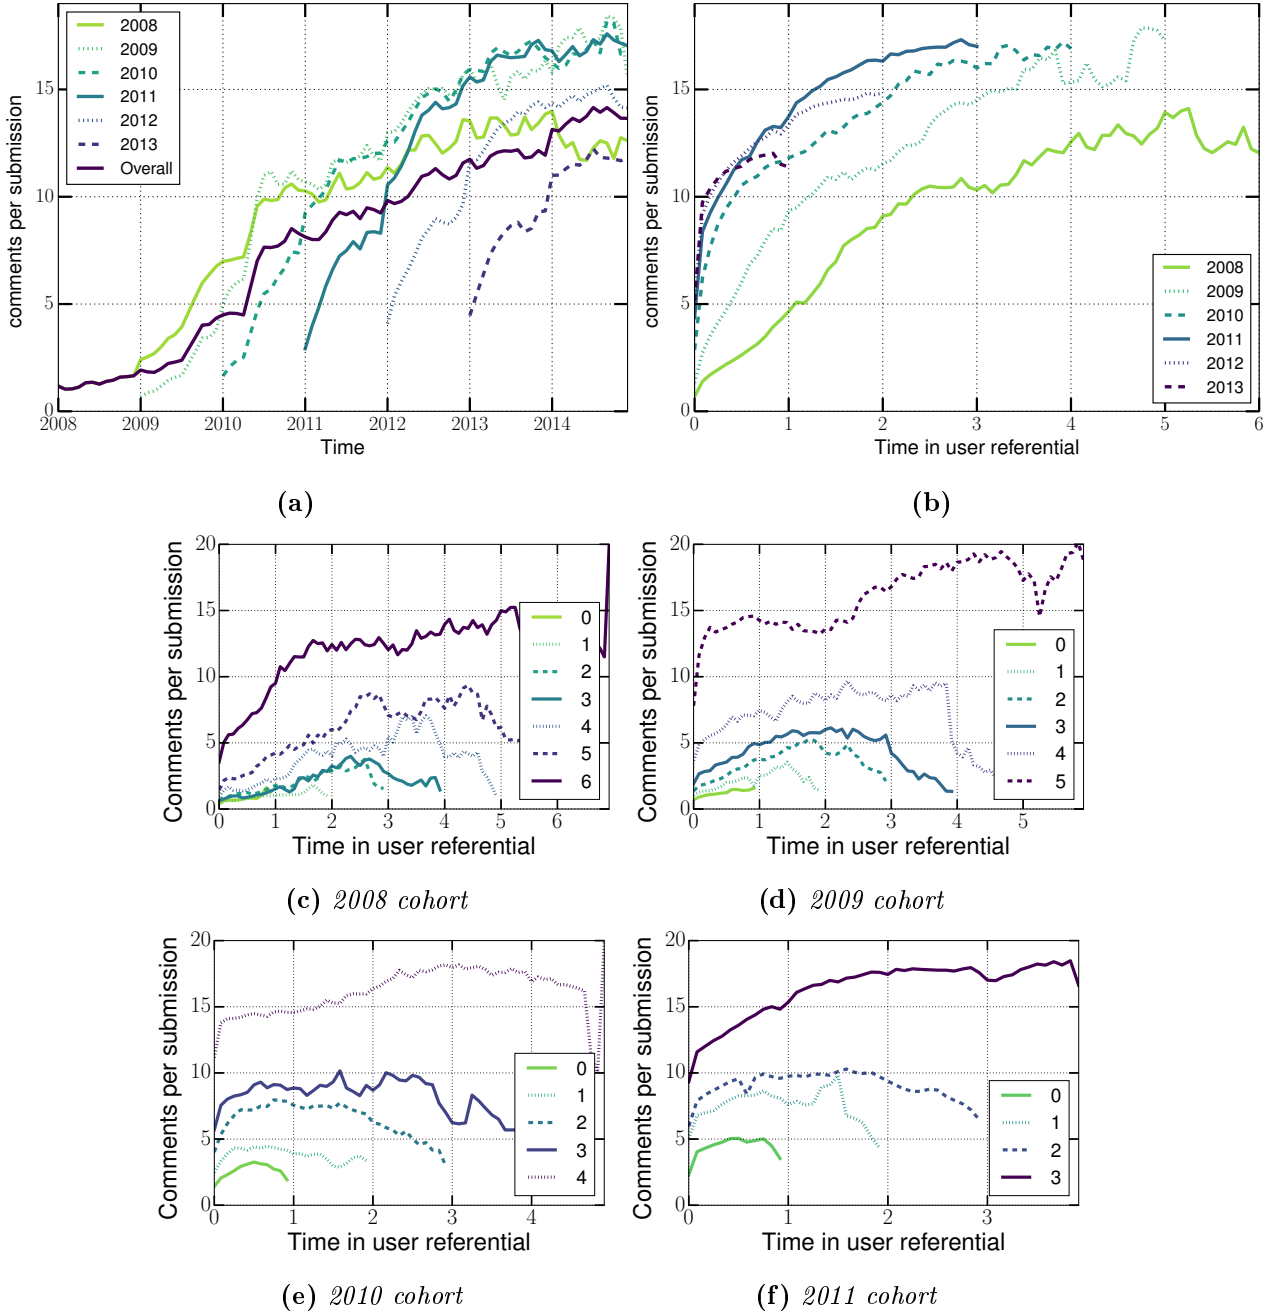 comments per submission
15
10
5
0
2008
2009
2010
2011
2012
2013
Overall
2008 2009 2010 2011 2012 2013 2014
Time
(a)
comments per submission
15
10
5
0
2008
2009
2010
2011
2012
2013
0 1 2 3 4 5 6
Time in user referential
(b)
Comments per submission
20
15
10
5
0
0
1
2
3
4
5
6
0 1 2 3 4 5 6
Time in user referential
(c) 2008 cohort
Comments per submission
20
15
10
5
0
0
1
2
3
4
5
0 1 2 3 4 5
Time in user referential
(d) 2009 cohort
Comments per submission
20
15
10
5
0
0
1
2
3
4
0 1 2 3 4
Time in user referential
(e) 2010 cohort
Comments per submission
20
15
10
5
0
0
1
2
3
0 1 2 3
Time in user referential
(f) 2011 cohort